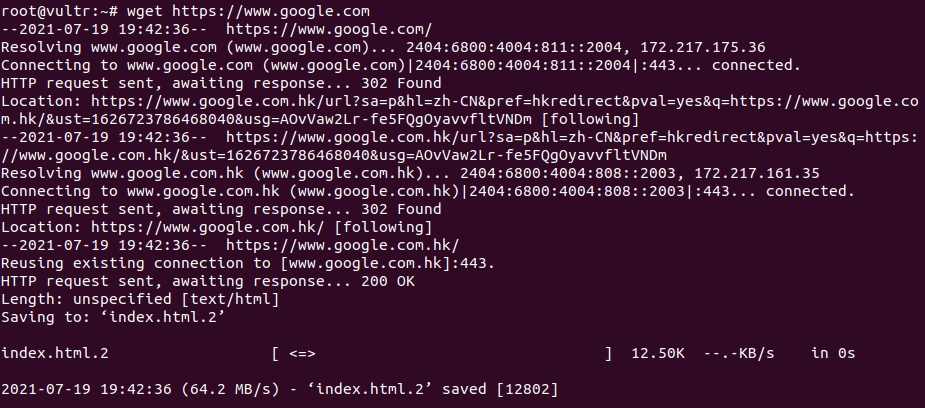 root@vultr:~# wget https://www.google.com
--2021-07-19 19:42:36--  https://www.google.com/
Resolving www.google.com (www.google.com)... 2404:6800:4004:811::2004, 172.217.175.36
Connecting to www.google.com (www.google.com)|2404:6800:4004:811::2004|:443... connected.
HTTP request sent, awaiting response... 302 Found
Location: https://www.google.com.hk/url?sa=p&hl=zh-CN&pref=hkredirect&pval=yes&q=https://www.google.co
m.hk/&ust=1626723786468040&usg=AOvVaw2Lr-fe5FQgOyavvfltVNDm [following]
--2021-07-19 19:42:36--  https://www.google.com.hk/url?sa=p&hl=zh-CN&pref=hkredirect&pval=yes&q=https:
//www.google.com.hk/&ust=1626723786468040&usg=AOvVaw2Lr-fe5FQgOyavvfltVNDm
Resolving www.google.com.hk (www.google.com.hk)... 2404:6800:4004:808::2003, 172.217.161.35
Connecting to www.google.com.hk (www.google.com.hk)|2404:6800:4004:808::2003|:443... connected.
HTTP request sent, awaiting response... 302 Found
Location: https://www.google.com.hk/ [following]
--2021-07-19 19:42:36--  https://www.google.com.hk/
Reusing existing connection to [www.google.com.hk]:443.
HTTP request sent, awaiting response... 200 OK
Length: unspecified [text/html]
Saving to: ‘index.html.2’
index.html.2                  [ <=>                                ]  12.50K  --.-KB/s    in 0s
2021-07-19 19:42:36 (64.2 MB/s) - ‘index.html.2’ saved [12802]